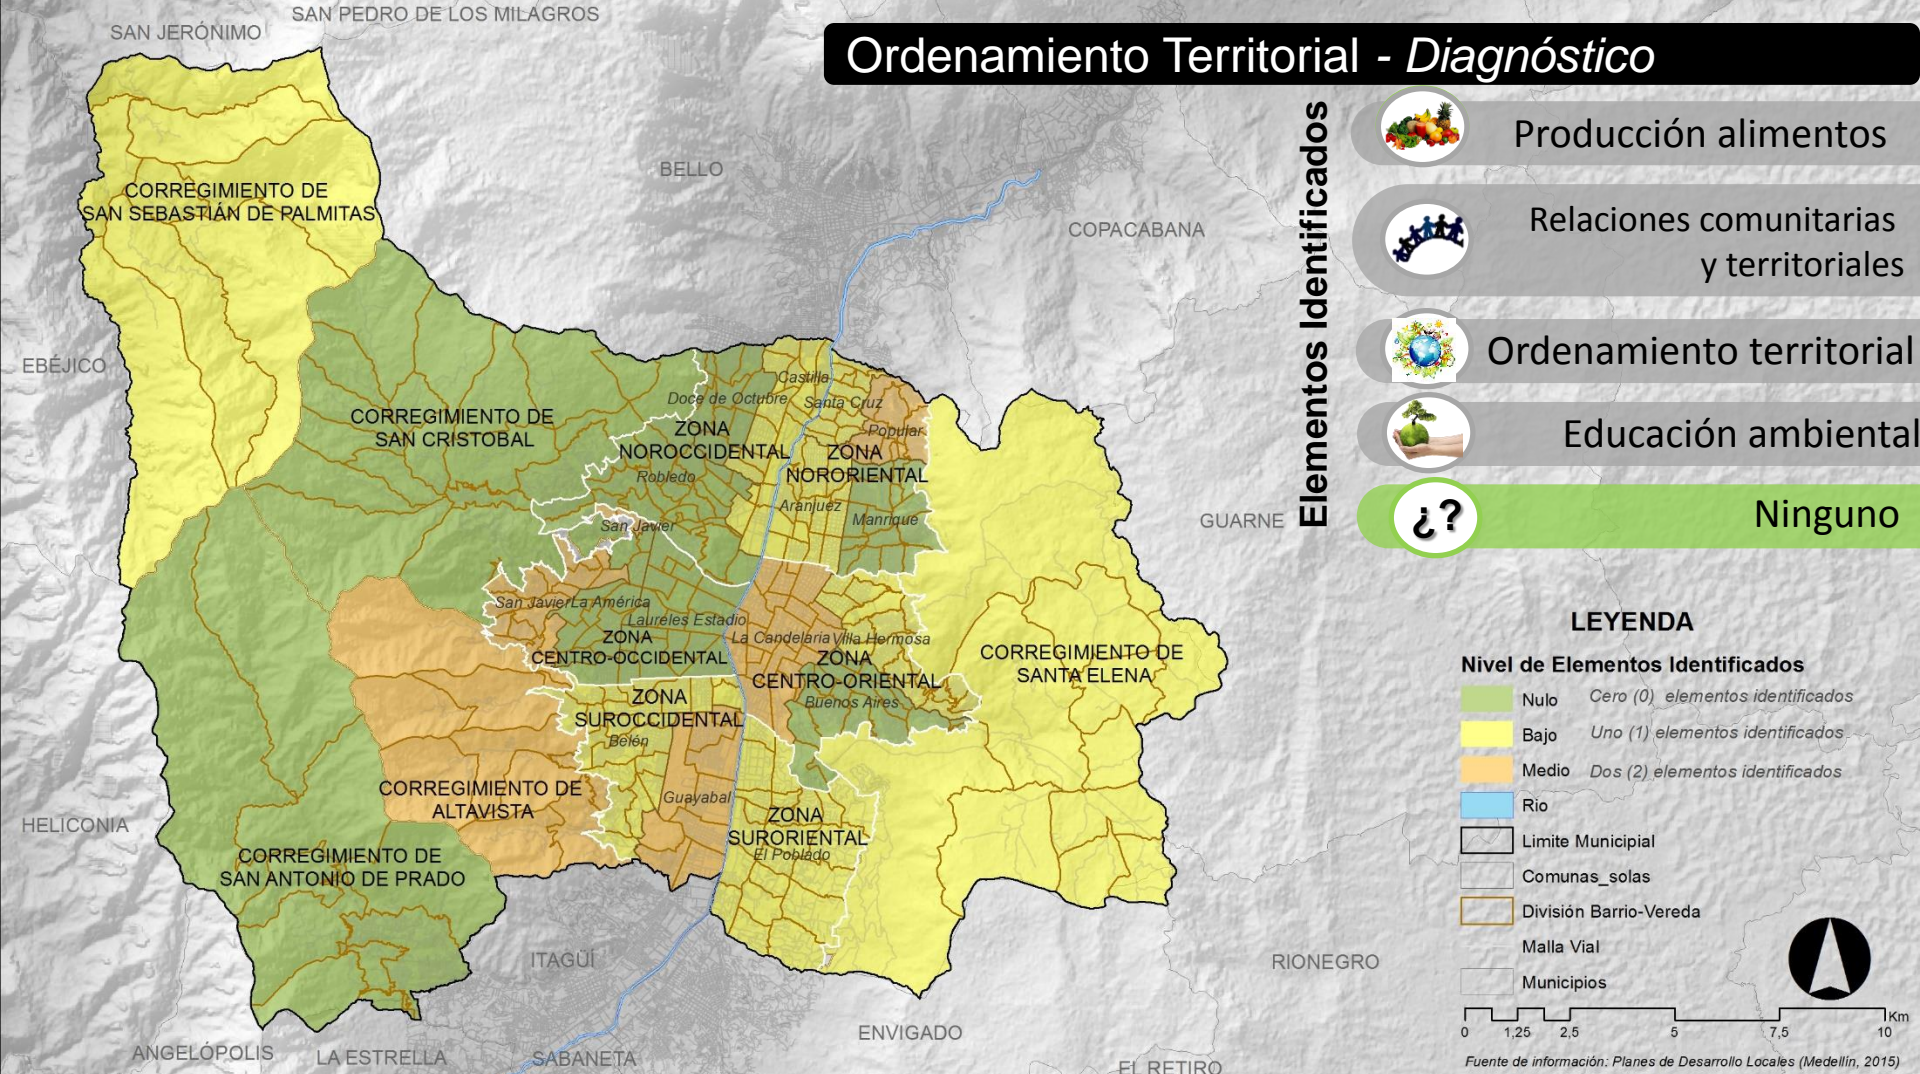 Ordenamiento Territorial - Diagnóstico
SAN PEDRO DE LOS MILAGROS
SAN JERÓNIMO
BELLO
COPACABANA
EBÉJICO
GUARNE
HELICONIA
ITAGÜÍ
RIONEGRO
ENVIGADO
ANGELÓPOLIS
LA ESTRELLA
SABANETA
EL RETIRO
CORREGIMIENTO DE
SAN SEBASTIÁN DE PALMITAS
CORREGIMIENTO DE
SAN CRISTOBAL
Doce de Octubre
Castilla
Santa Cruz
Popular
ZONA
NOROCCIDENTAL
ZONA
NORORIENTAL
Robledo
Aranjuez
Manrique
San Javier
San Javier
La América
Laureles Estadio
ZONA
CENTRO-OCCIDENTAL
La Candelaria
Villa Hermosa
ZONA
CENTRO-ORIENTAL
Buenos Aires
CORREGIMIENTO DE
SANTA ELENA
ZONA
SUROCCIDENTAL
Belén
Guayabal
ZONA
SURORIENTAL
El Poblado
CORREGIMIENTO DE
ALTAVISTA
CORREGIMIENTO DE
SAN ANTONIO DE PRADO
Elementos Identificados
Producción alimentos
Relaciones comunitarias
y territoriales
Ordenamiento territorial
Educación ambiental
¿?
Ninguno
LEYENDA
Nivel de Elementos Identificados
Nulo Cero (0) elementos identificados
Bajo Uno (1) elementos identificados
Medio Dos (2) elementos identificados
Rio
Limite Municipial
Comunas_solas
División Barrio-Vereda
Malla Vial
Municipios
Km
0 1,25 2,5 5 7,5 10
Fuente de información: Planes de Desarrollo Locales (Medellín, 2015)